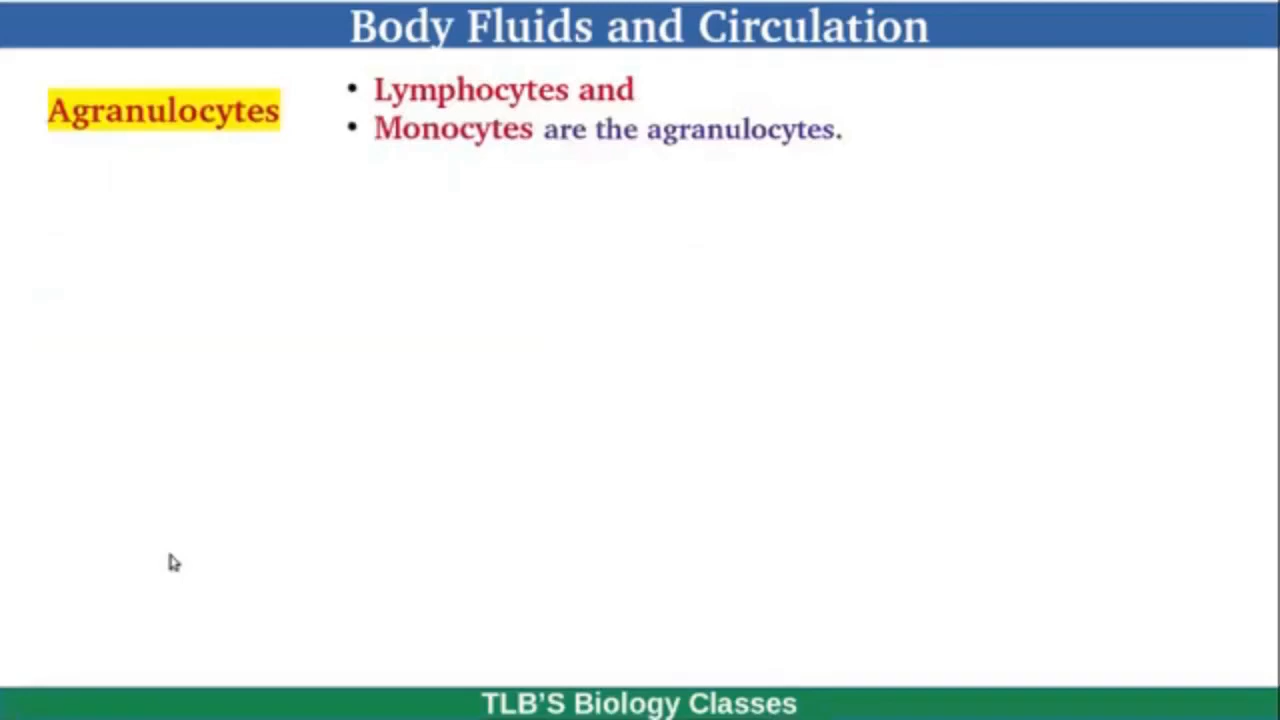 Body Fluids and Circulation
Agranulocytes
• Lymphocytes and
• Monocytes are the agranulocytes.
TLB’S Biology Classes